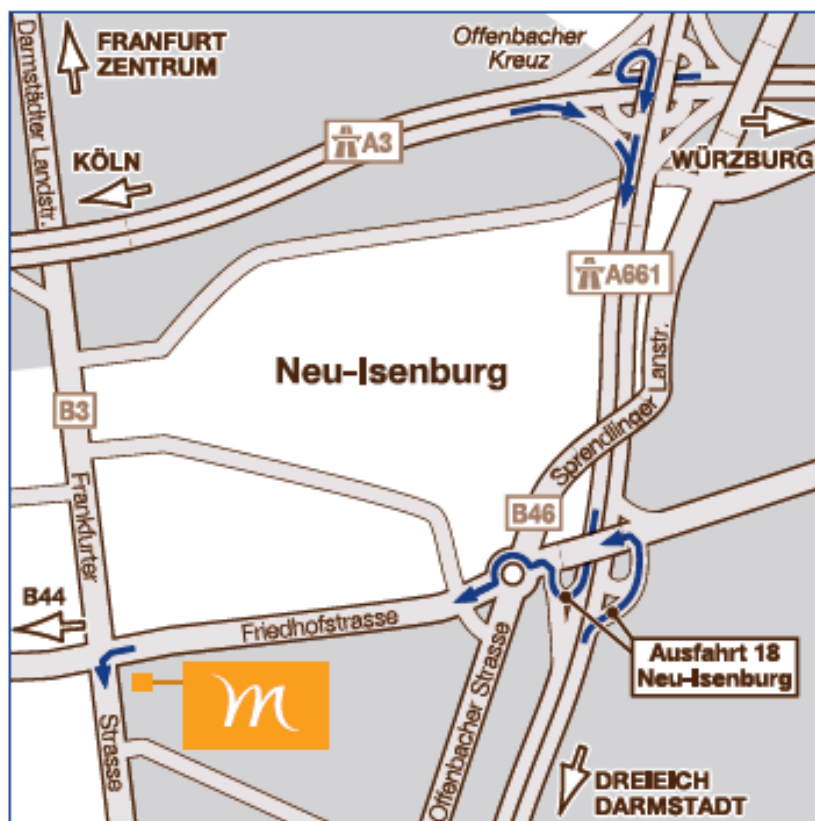 Darmstädter Landstr.
FRANFURT
ZENTRUM
Offenbacher
Kreuz
A3
KÖLN
WÜRZBURG
A661
Neu-Isenburg
Sprendlinger Lanstr.
B3
Frankfurter
B46
B44
Friedhofstrasse
Ausfahrt 18
Neu-Isenburg
m
Strasse
Offenbacher Strasse
DREIEICH
DARMSTADT